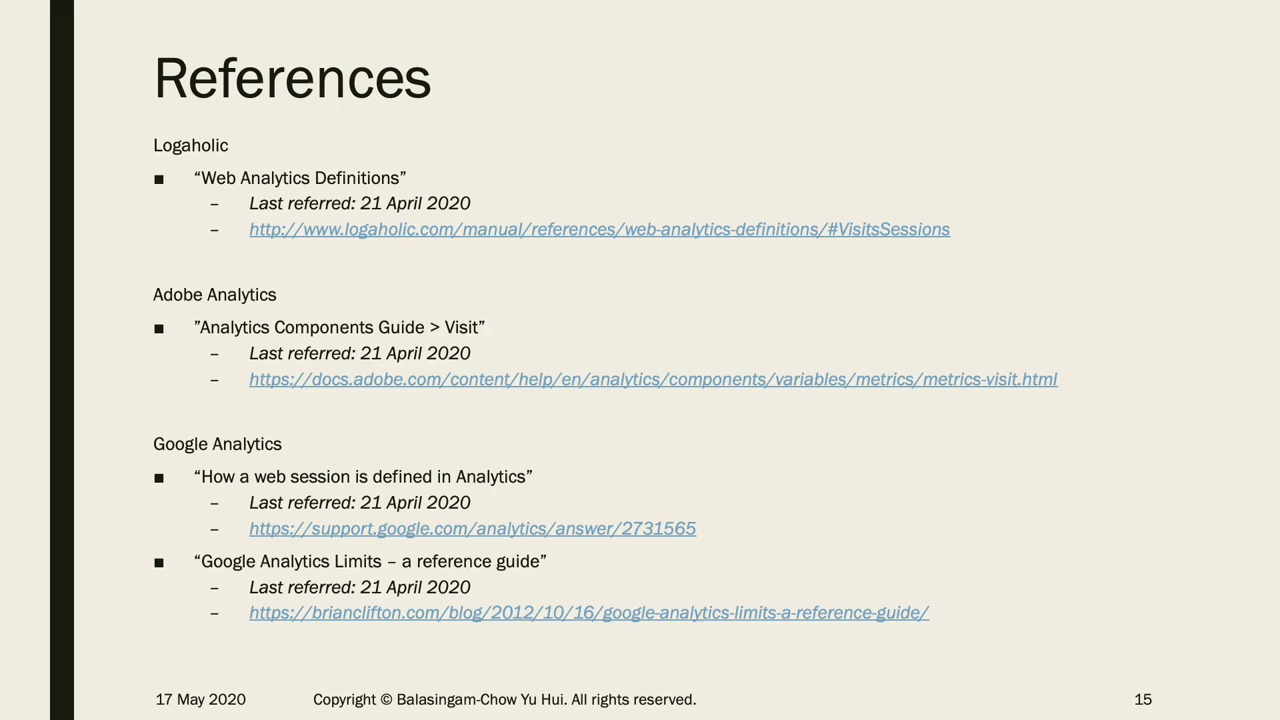 References
Logaholic
■ “Web Analytics Definitions”
– Last referred: 21 April 2020
– http://www.logaholic.com/manual/references/web-analytics-definitions/#VisitsSessions
Adobe Analytics
■ ”Analytics Components Guide > Visit”
– Last referred: 21 April 2020
– https://docs.adobe.com/content/help/en/analytics/components/variables/metrics/metrics-visit.html
Google Analytics
■ “How a web session is defined in Analytics”
– Last referred: 21 April 2020
– https://support.google.com/analytics/answer/2731565
■ “Google Analytics Limits – a reference guide”
– Last referred: 21 April 2020
– https://brianclifton.com/blog/2012/10/16/google-analytics-limits-a-reference-guide/
17 May 2020 Copyright © Balasingam-Chow Yu Hui. All rights reserved. 15